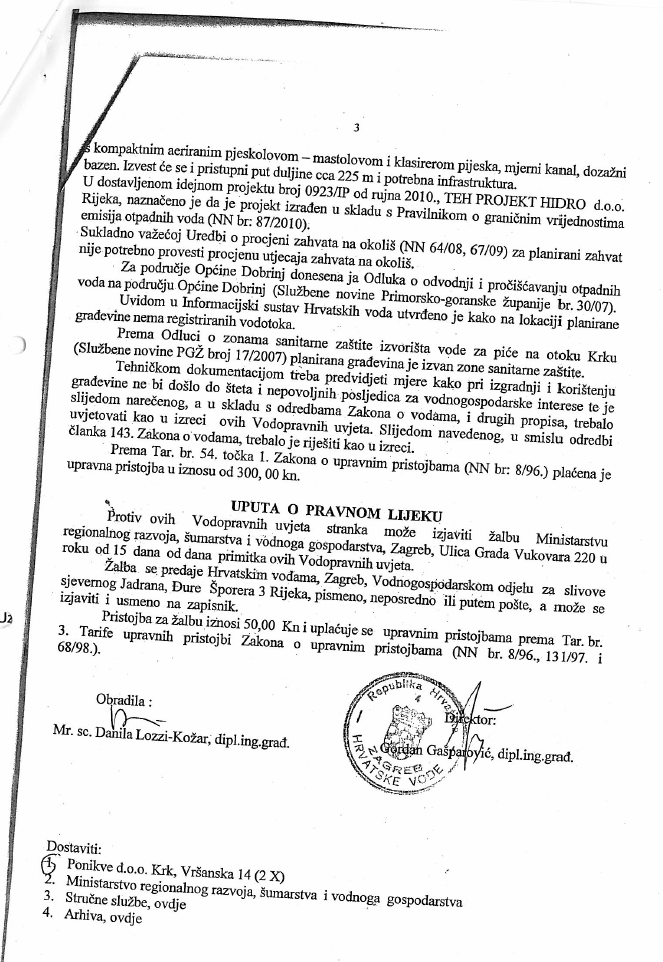 3
s kompaktnim aeriranim pjeskolovom – mastolovom i klasirerom pijeska, mjerni kanal, dozažni
bazen. Izvest će se i pristupni put duljine cca 225 m i potrebna infrastruktura.
U dostavljenom idejnom projektu broj 0923/IP od rujna 2010., TEH PROJEKT HIDRO d.o.o.
Rijeka, naznačeno je da je projekt izrađen u skladu s Pravilnikom o graničnim vrijednostima
emisija otpadnih voda (NN br: 87/2010).
Sukladno važećoj Uredbi o procjeni zahvata na okoliš (NN 64/08, 67/09) za planirani zahvat
nije potrebno provesti procjenu utjecaja zahvata na okoliš.
Za područje Općine Dobrinj donesena ja Odluka o odvodnji i pročišćavanju otpadnih
voda na području Općine Dobrinj (Službene novine Primorsko-goranske županije br. 30/07).
Uvidom u Informacijski sustav Hrvatskih voda utvrđeno je kako na lokaciji planirane
građevine nema registriranih vodotoka.
Prema Odluci o zonama sanitarne zaštite izvorišta vode za piće na otoku Krku
(Službene novine PGŽ broj 17/2007) planirana građevina je izvan zone sanitarne zaštite.
Tehničkom dokumentacijom treba predvidjeti mjere kako pri izgradnji i korištenju
građevine ne bi došlo do šteta i nepovoljnih posljedica za vodnogospodarske interese te je
slijedom narečenog, a u skladu s odredbama Zakona o vodama, i drugih propisa, trebalo
uvjetovati kao u izreci ovih Vodopravnih uvjeta. Slijedom navedenog, u smislu odredbi
članka 143. Zakona o vodama, trebalo je riješiti kao u izreci.
Prema Tar. br. 54. točka 1. Zakona o upravnim pristojbama (NN br: 8/96.) plaćena je
upravna pristojba u iznosu od 300, 00 kn.
UPUTA O PRAVNOM LIJEKU
Protiv ovih Vodopravnih uvjeta stranka može izjaviti žalbu Ministarstvu
regionalnog razvoja, šumarstva i vodnoga gospodarstva, Zagreb, Ulica Grada Vukovara 220 u
roku od 15 dana od dana primitka ovih Vodopravnih uvjeta.
Žalba se predaje Hrvatskim vodama, Zagreb, Vodnogospodarskom odjelu za slivove
sjevernog Jadrana, Đure Šporera 3 Rijeka, pismeno, neposredno ili putem pošte, a može se
izjaviti i usmeno na zapisnik.
Pristojba za žalbu iznosi 50,00 Kn i uplaćuje se upravnim pristojbama prema Tar. br.
3. Tarife upravnih pristojbi Zakona o upravnim pristojbama (NN br. 8/96., 131/97. i
68/98.).
Obradila :
Mr. sc. Danila Lozzi-Kožar, dipl.ing.građ.
Republika Hrvatska
4
HRVATSKE VODE
ZAGREB
Direktor:
Gordan Gašparović, dipl.ing.građ.
Dostaviti:
1. Ponikve d.o.o. Krk, Vršanska 14 (2 X)
2. Ministarstvo regionalnog razvoja, šumarstva i vodnoga gospodarstva
3. Stručne službe, ovdje
4. Arhiva, ovdje